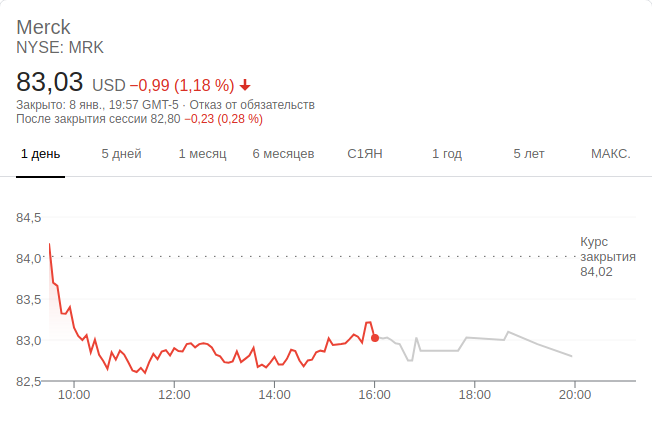 Merck
NYSE: MRK
83,03 USD −0,99 (1,18 %)
Закрыто: 8 янв., 19:57 GMT-5 · Отказ от обязательств
После закрытия сессии 82,80 −0,23 (0,28 %)
1 день 5 дней 1 месяц 6 месяцев С1ЯН 1 год 5 лет МАКС.
84,5
Курс
84,0 закрытия
84,02
83,5
83,0
82,5
10:00 12:00 14:00 16:00 18:00 20:00